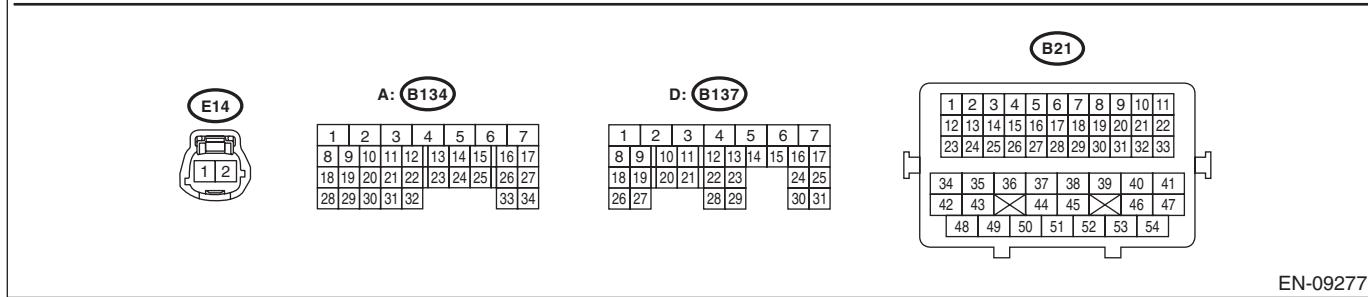 E14
1 2
A: B134
1 2 3 4 5 6 7
8 9 10 11 12 13 14 15 16 17
18 19 20 21 22 23 24 25 26 27
28 29 30 31 32 33 34
D: B137
1 2 3 4 5 6 7
8 9 10 11 12 13 14 15 16 17
18 19 20 21 22 23 24 25
26 27 28 29 30 31
B21
1 2 3 4 5 6 7 8 9 10 11
12 13 14 15 16 17 18 19 20 21 22
23 24 25 26 27 28 29 30 31 32 33
34 35 36 37 38 39 40 41
42 43 44 45 46 47
48 49 50 51 52 53 54
EN-09277